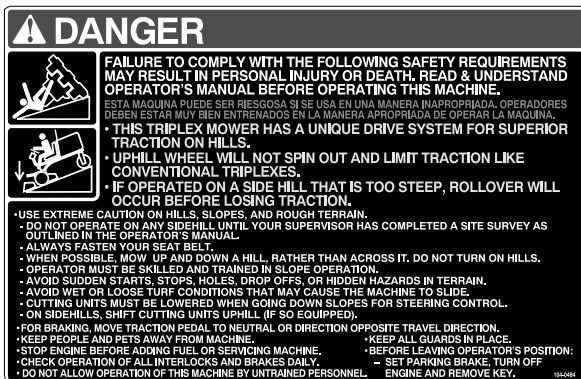 DANGER
FAILURE TO COMPLY WITH THE FOLLOWING SAFETY REQUIREMENTS
MAY RESULT IN PERSONAL INJURY OR DEATH. READ & UNDERSTAND
OPERATOR'S MANUAL BEFORE OPERATING THIS MACHINE.
ESTA MAQUINA PUEDE SER RIESGOSA SI SE USA EN UNA MANERA INAPROPRIADA. OPERADORES
DEBEN ESTAR MUY BIEN ENTRENADOS EN LA MANERA APROPRIADA DE OPERAR LA MAQUINA.
• THIS TRIPLEX MOWER HAS A UNIQUE DRIVE SYSTEM FOR SUPERIOR
TRACTION ON HILLS.
• UPHILL WHEEL WILL NOT SPIN OUT AND LIMIT TRACTION LIKE
CONVENTIONAL TRIPLEXES.
• IF OPERATED ON A SIDE HILL THAT IS TOO STEEP, ROLLOVER WILL
OCCUR BEFORE LOSING TRACTION.
•USE EXTREME CAUTION ON HILLS, SLOPES, AND ROUGH TERRAIN.
- DO NOT OPERATE ON ANY SIDEHILL UNTIL YOUR SUPERVISOR HAS COMPLETED A SITE SURVEY AS
OUTLINED IN THE OPERATOR'S MANUAL.
- ALWAYS FASTEN YOUR SEAT BELT.
- WHEN POSSIBLE, MOW UP AND DOWN A HILL, RATHER THAN ACROSS IT. DO NOT TURN ON HILLS.
- OPERATOR MUST BE SKILLED AND TRAINED IN SLOPE OPERATION.
- AVOID SUDDEN STARTS, STOPS, HOLES, DROP OFFS, OR HIDDEN HAZARDS IN TERRAIN.
- AVOID WET OR LOOSE TURF CONDITIONS THAT MAY CAUSE THE MACHINE TO SLIDE.
- CUTTING UNITS MUST BE LOWERED WHEN GOING DOWN SLOPES FOR STEERING CONTROL.
- ON SIDEHILLS, SHIFT CUTTING UNITS UPHILL (IF SO EQUIPPED).
•FOR BRAKING, MOVE TRACTION PEDAL TO NEUTRAL OR DIRECTION OPPOSITE TRAVEL DIRECTION.
•KEEP PEOPLE AND PETS AWAY FROM MACHINE.
•STOP ENGINE BEFORE ADDING FUEL OR SERVICING MACHINE,
•CHECK OPERATION OF ALL INTERLOCKS AND BRAKES DAILY.
• DO NOT ALLOW OPERATION OF THIS MACHINE BY UNTRAINED PERSONNEL.
•KEEP ALL GUARDS IN PLACE.
•BEFORE LEAVING OPERATOR'S POSITION:
– SET PARKING BRAKE, TURN OFF
ENGINE AND REMOVE KEY.
104-0484